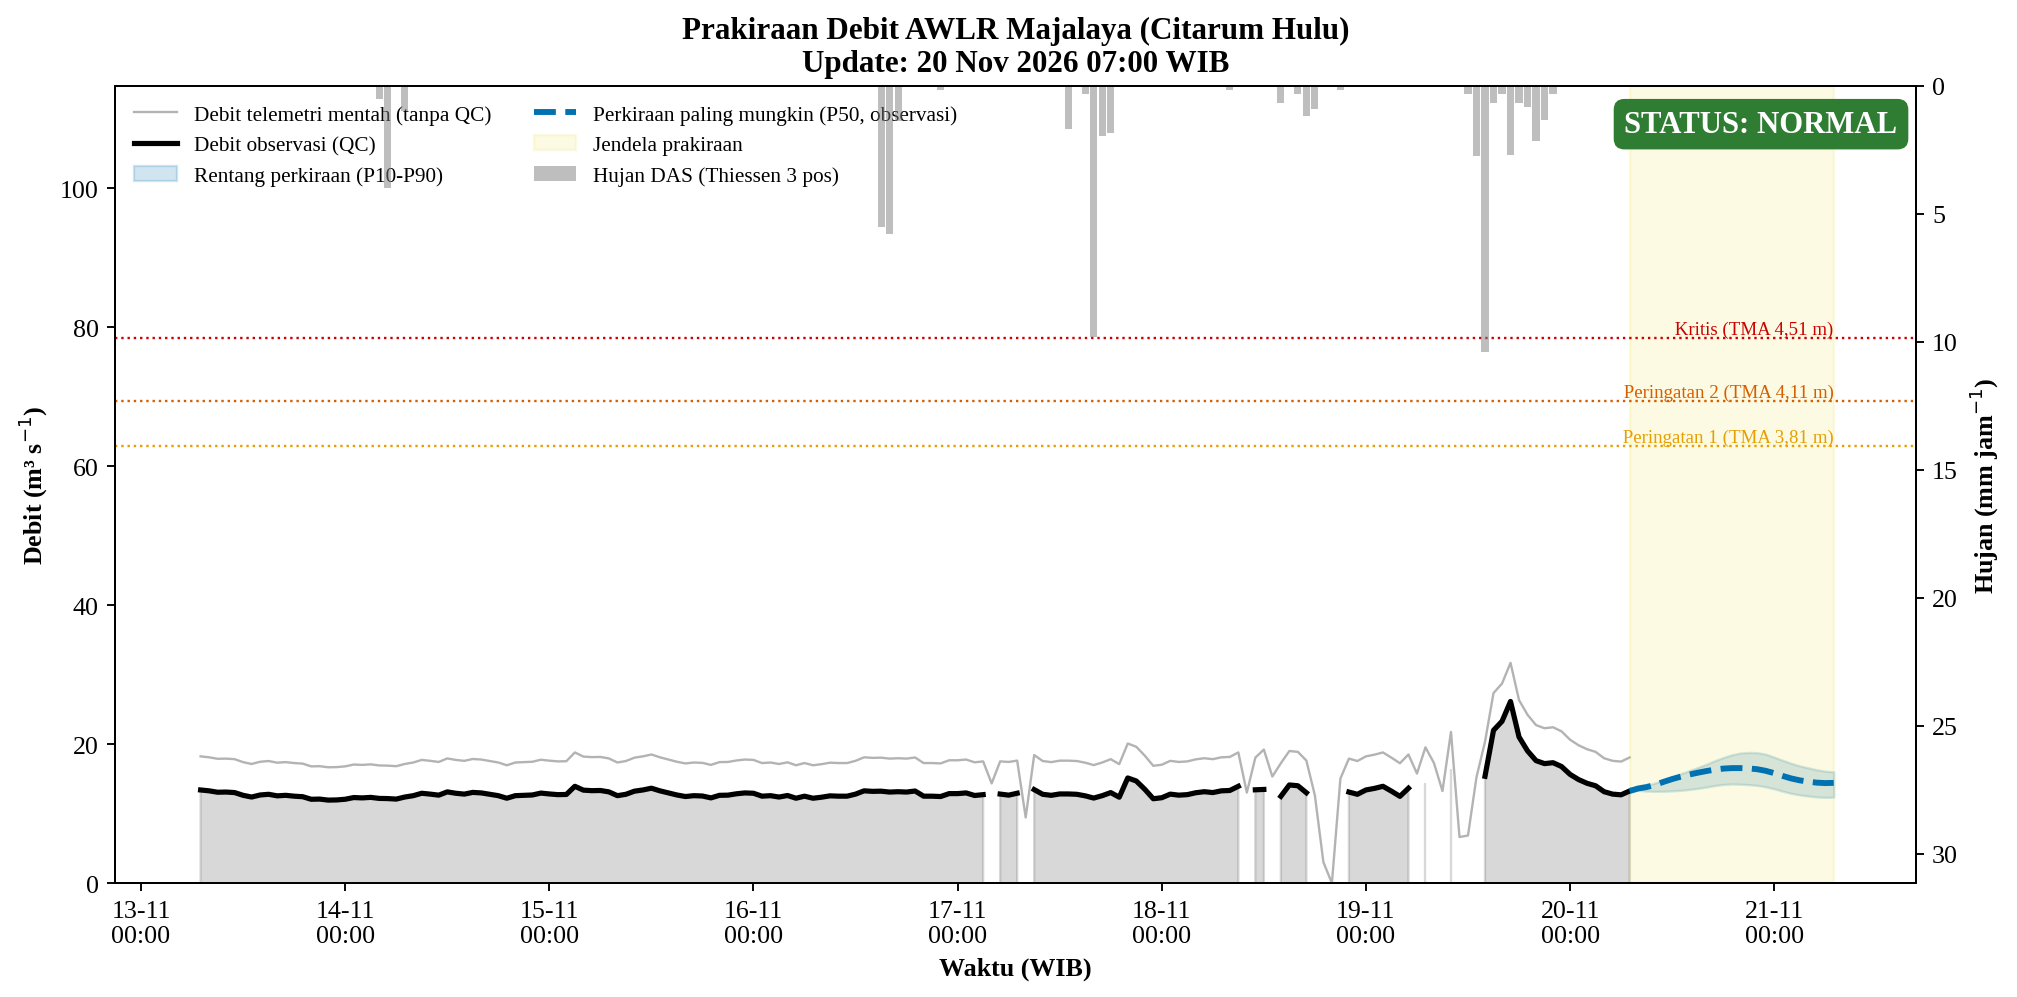 Prakiraan Debit AWLR Majalaya (Citarum Hulu)
Update: 20 Nov 2026 07:00 WIB
Debit telemetri mentah (tanpa QC)
Debit observasi (QC)
Rentang perkiraan (P10-P90)
Perkiraan paling mungkin (P50, observasi)
Jendela prakiraan
Hujan DAS (Thiessen 3 pos)
STATUS: NORMAL
Kritis (TMA 4,51 m)
Peringatan 2 (TMA 4,11 m)
Peringatan 1 (TMA 3,81 m)
Debit (m³ s⁻¹)
100
80
60
40
20
0
Hujan (mm jam⁻¹)
0
5
10
15
20
25
30
13-11
00:00
14-11
00:00
15-11
00:00
16-11
00:00
17-11
00:00
18-11
00:00
19-11
00:00
20-11
00:00
21-11
00:00
Waktu (WIB)